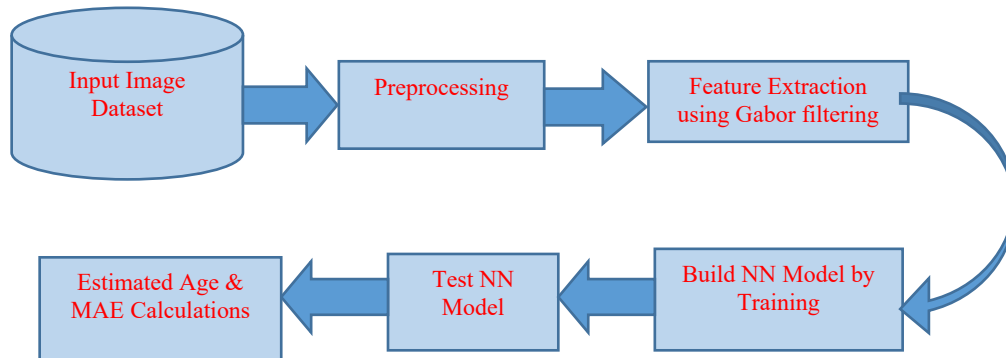 Input Image
Dataset
Preprocessing
Feature Extraction
using Gabor filtering
Build NN Model by
Training
Test NN
Model
Estimated Age &
MAE Calculations